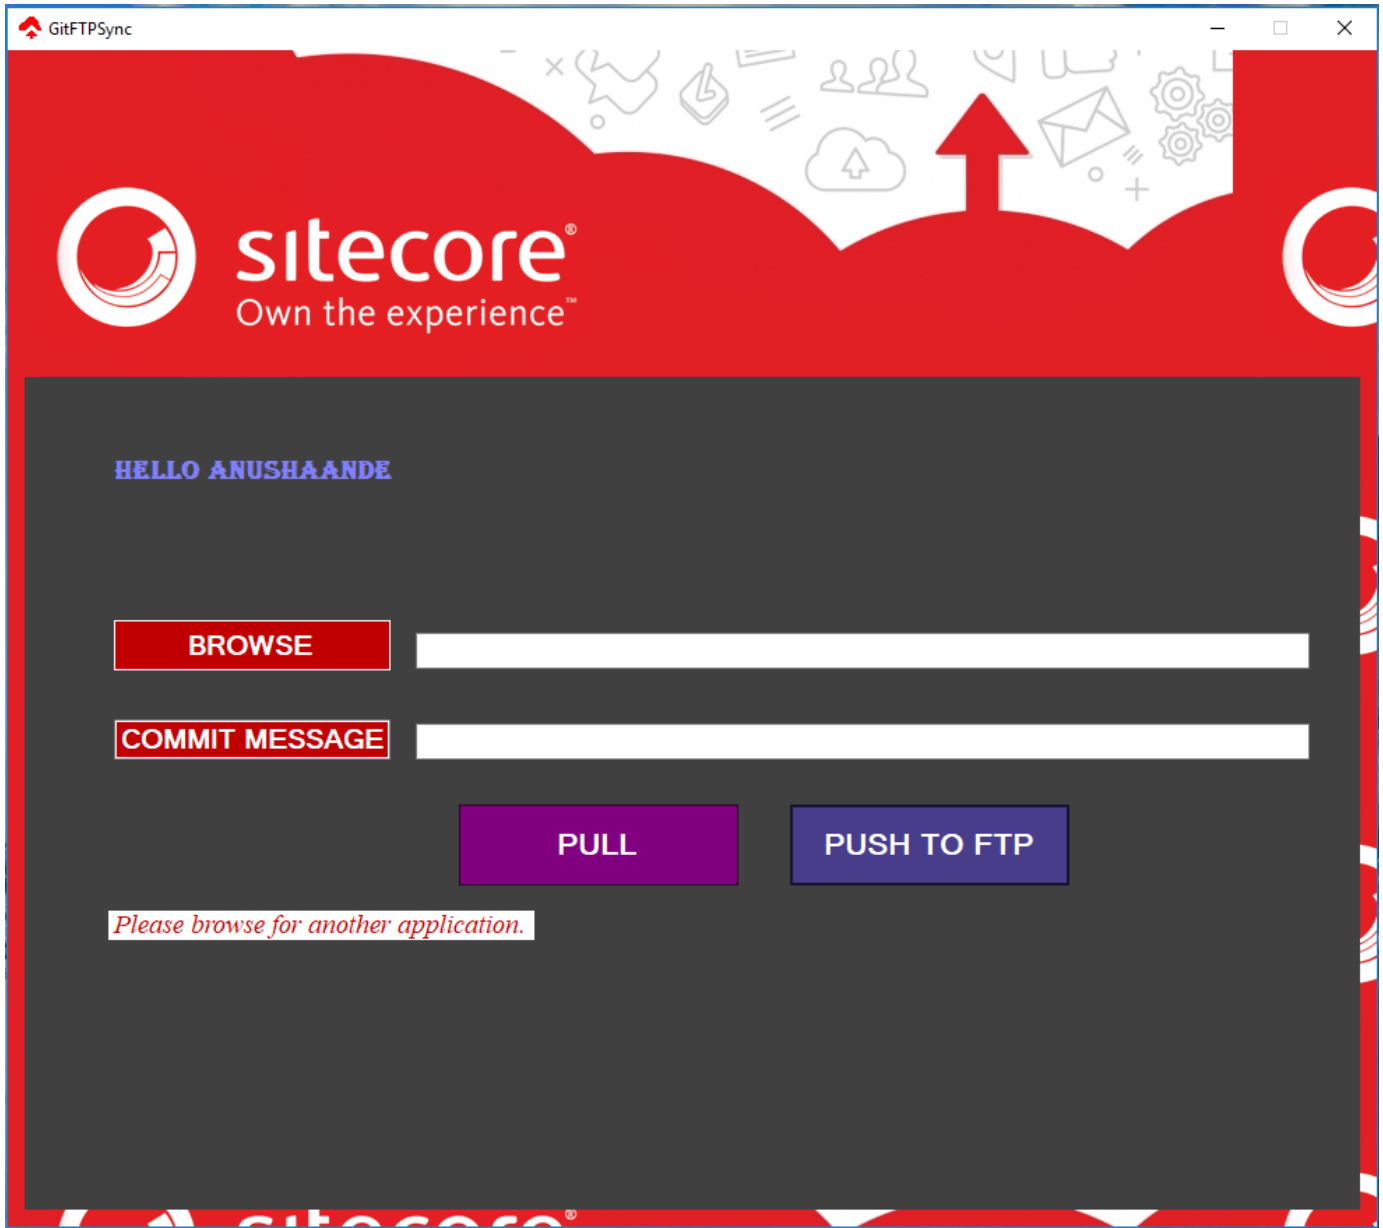 GitFTPSync
sitecore®
Own the experience™
HELLO ANUSHAANDE
BROWSE
COMMIT MESSAGE
PULL
PUSH TO FTP
Please browse for another application.
sitecore®